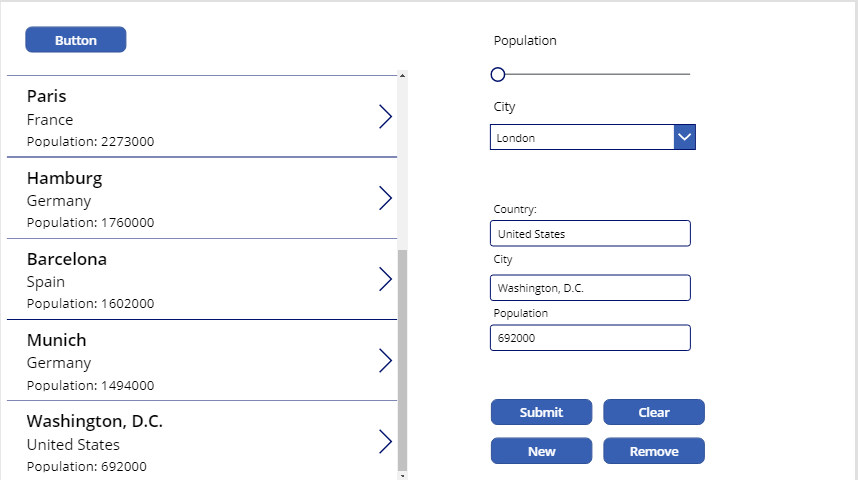 Button
Paris
France
Population: 2273000
Hamburg
Germany
Population: 1760000
Barcelona
Spain
Population: 1602000
Munich
Germany
Population: 1494000
Washington, D.C.
United States
Population: 692000
Population
City
London
Country:
United States
City
Washington, D.C.
Population
692000
Submit Clear
New Remove